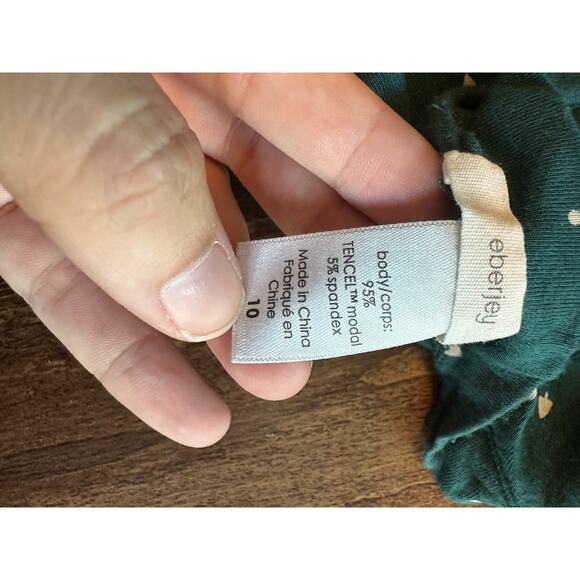 eberjey
body/corps:
95%
TENCEL™ modal
5% spandex
Made in China
Fabriqué en
Chine
10